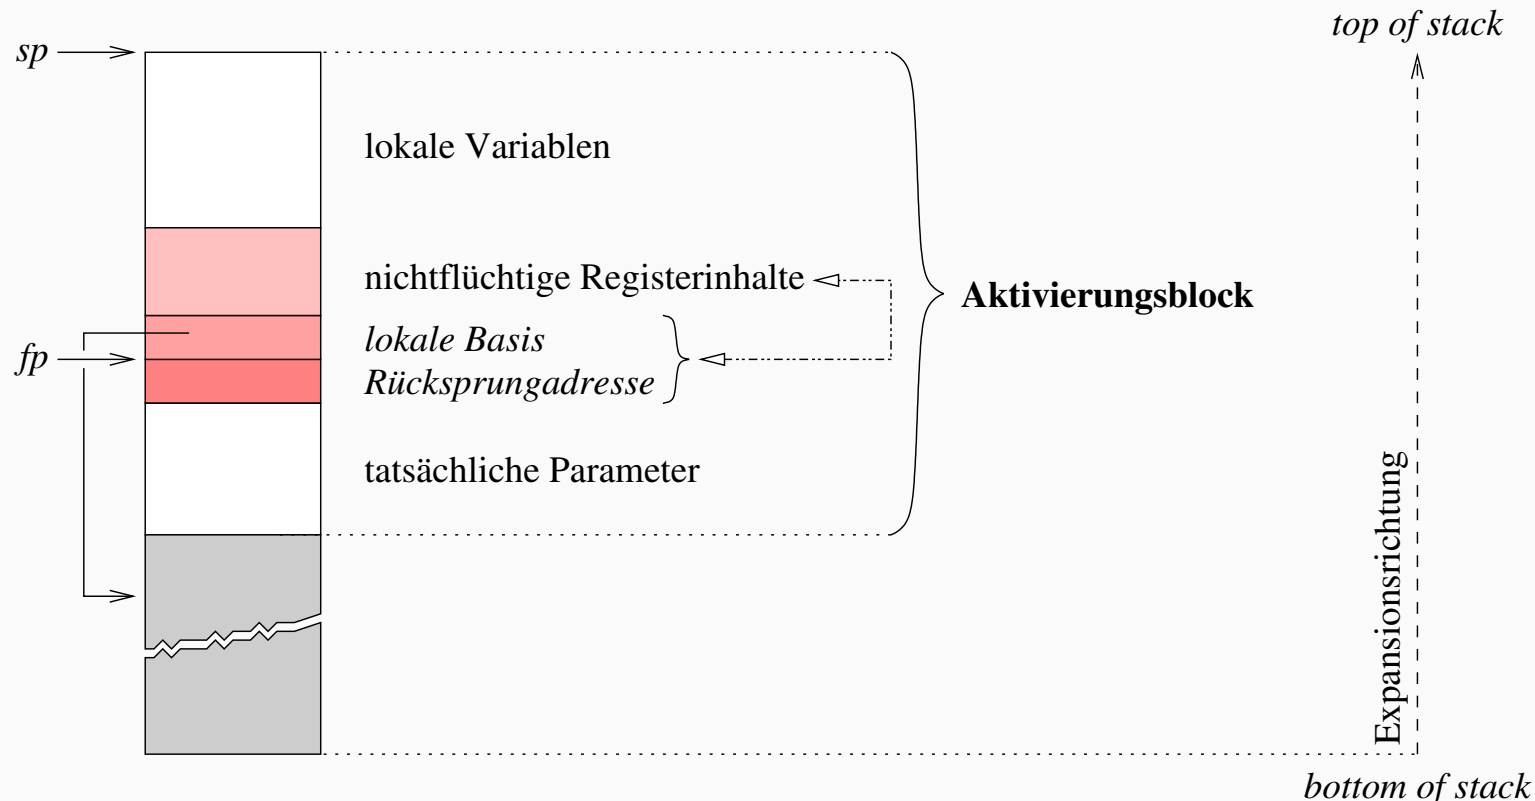 top of stack
sp
lokale Variablen
nichtflüchtige Registerinhalte
Aktivierungsblock
lokale Basis
fp
Rücksprungadresse
tatsächliche Parameter
Expansionsrichtung
bottom of stack